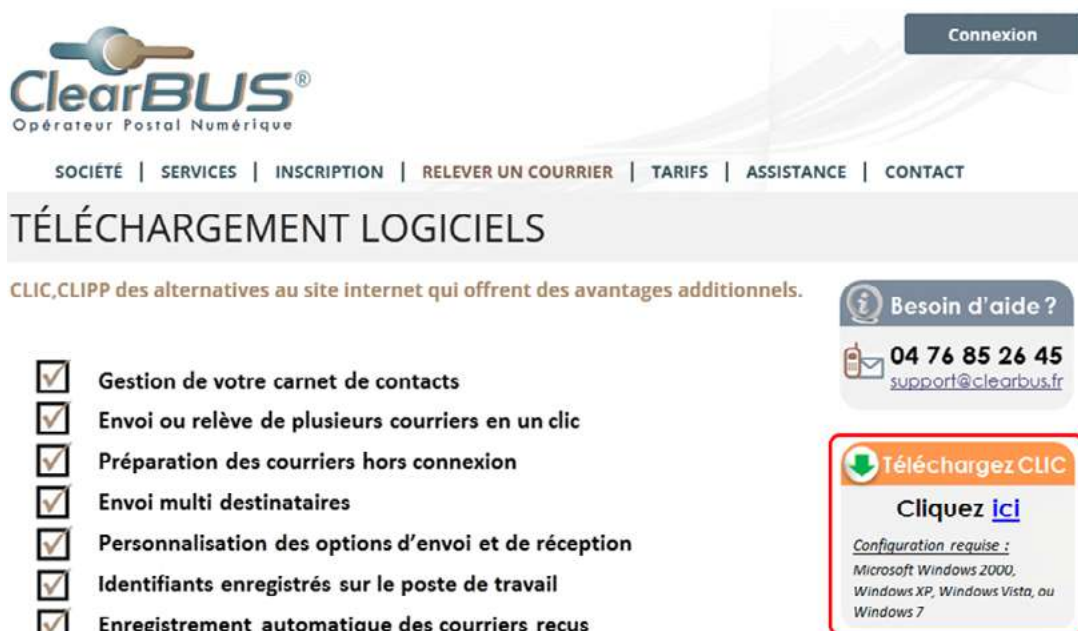 Connexion
ClearBUS®
Opérateur Postal Numérique
SOCIÉTÉ | SERVICES | INSCRIPTION | RELEVER UN COURRIER | TARIFS | ASSISTANCE | CONTACT
TÉLÉCHARGEMENT LOGICIELS
CLIC,CLIPP des alternatives au site internet qui offrent des avantages additionnels.
Gestion de votre carnet de contacts
Envoi ou relève de plusieurs courriers en un clic
Préparation des courriers hors connexion
Envoi multi destinataires
Personnalisation des options d'envoi et de réception
Identifiants enregistrés sur le poste de travail
Enregistrement automatique des courriers reçus
Besoin d'aide ?
04 76 85 26 45
support@clearbus.fr
Téléchargez CLIC
Cliquez ici
Configuration requise :
Microsoft Windows 2000,
Windows XP, Windows Vista, ou
Windows 7